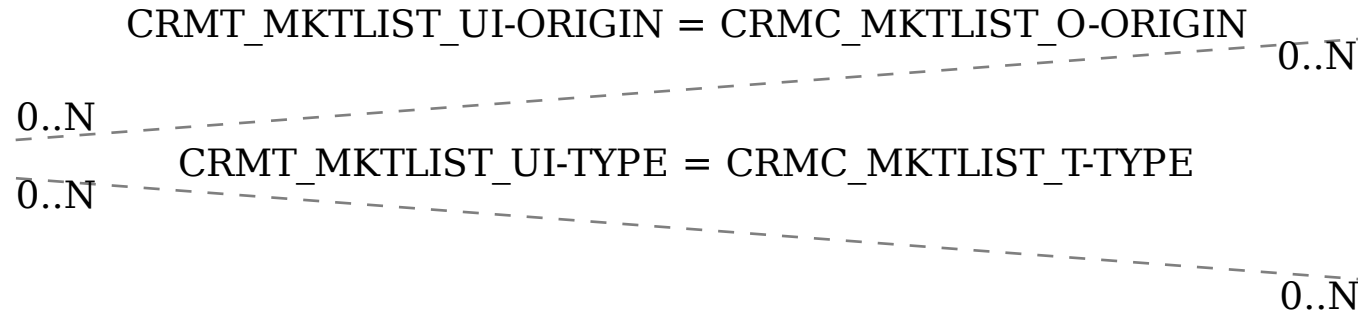 CRMT_MKTLIST_UI-ORIGIN = CRMC_MKTLIST_O-ORIGIN
0..N
0..N
CRMT_MKTLIST_UI-TYPE = CRMC_MKTLIST_T-TYPE
0..N
0..N